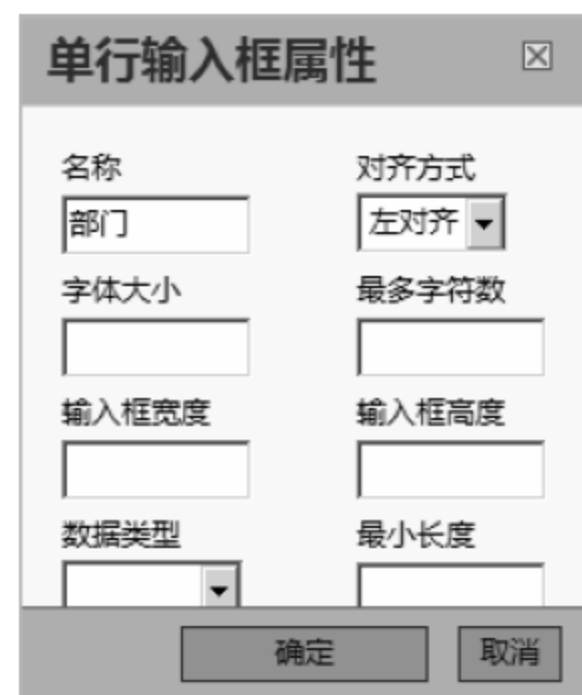 单行输入框属性
名称 对齐方式
部门 左对齐
字体大小 最多字符数
输入框宽度 输入框高度
数据类型 最小长度
确定 取消